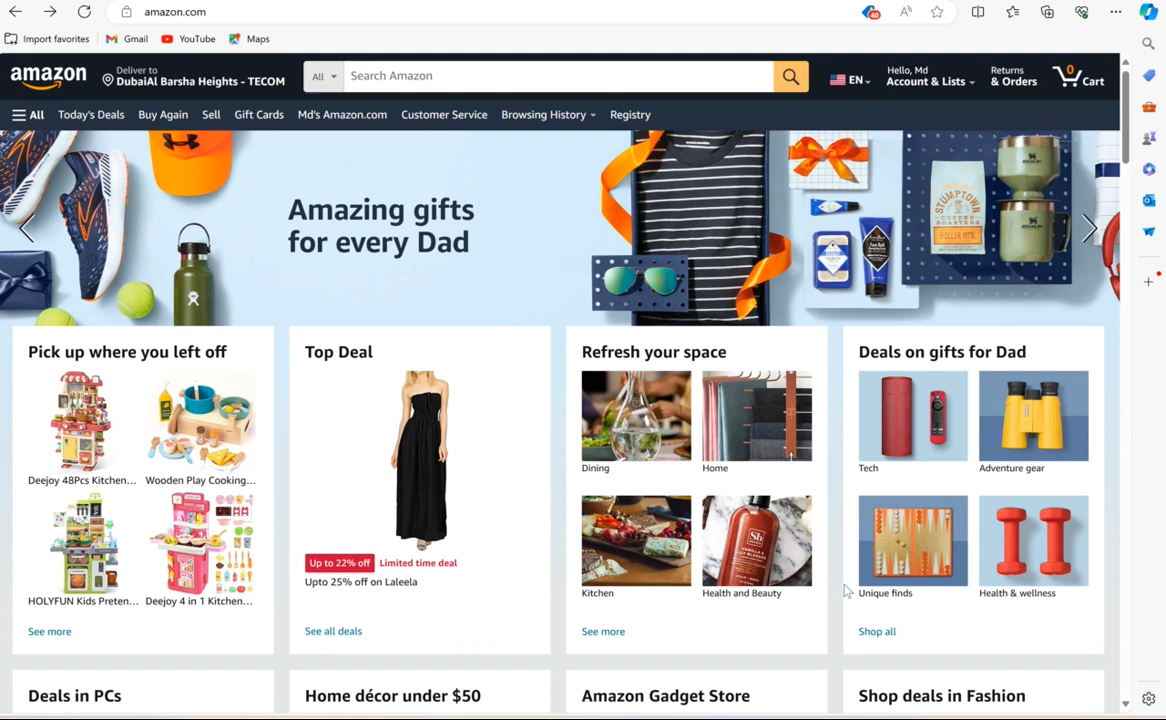 amazon.com
40
Import favorites
Gmail
YouTube
Maps
amazon
Deliver to
DubaiAl Barsha Heights - TECOM
All
Search Amazon
EN
Hello, Md
Account & Lists
Returns
& Orders
0
Cart
All
Today's Deals
Buy Again
Sell
Gift Cards
Md's Amazon.com
Customer Service
Browsing History
Registry
Amazing gifts
for every Dad
STUMPTOWN
COFFEE
ROASTERS
STANLEY
STANLEY
Pick up where you left off
Deejoy 48Pcs Kitchen...
Wooden Play Cooking...
HOLYFUN Kids Preten...
Deejoy 4 in 1 Kitchen...
See more
Top Deal
Up to 22% off
Limited time deal
Upto 25% off on Laleela
See all deals
Refresh your space
Dining
Home
Kitchen
Health and Beauty
See more
Deals on gifts for Dad
Tech
Adventure gear
Unique finds
Health & wellness
Shop all
Deals in PCs
Home décor under $50
Amazon Gadget Store
Shop deals in Fashion